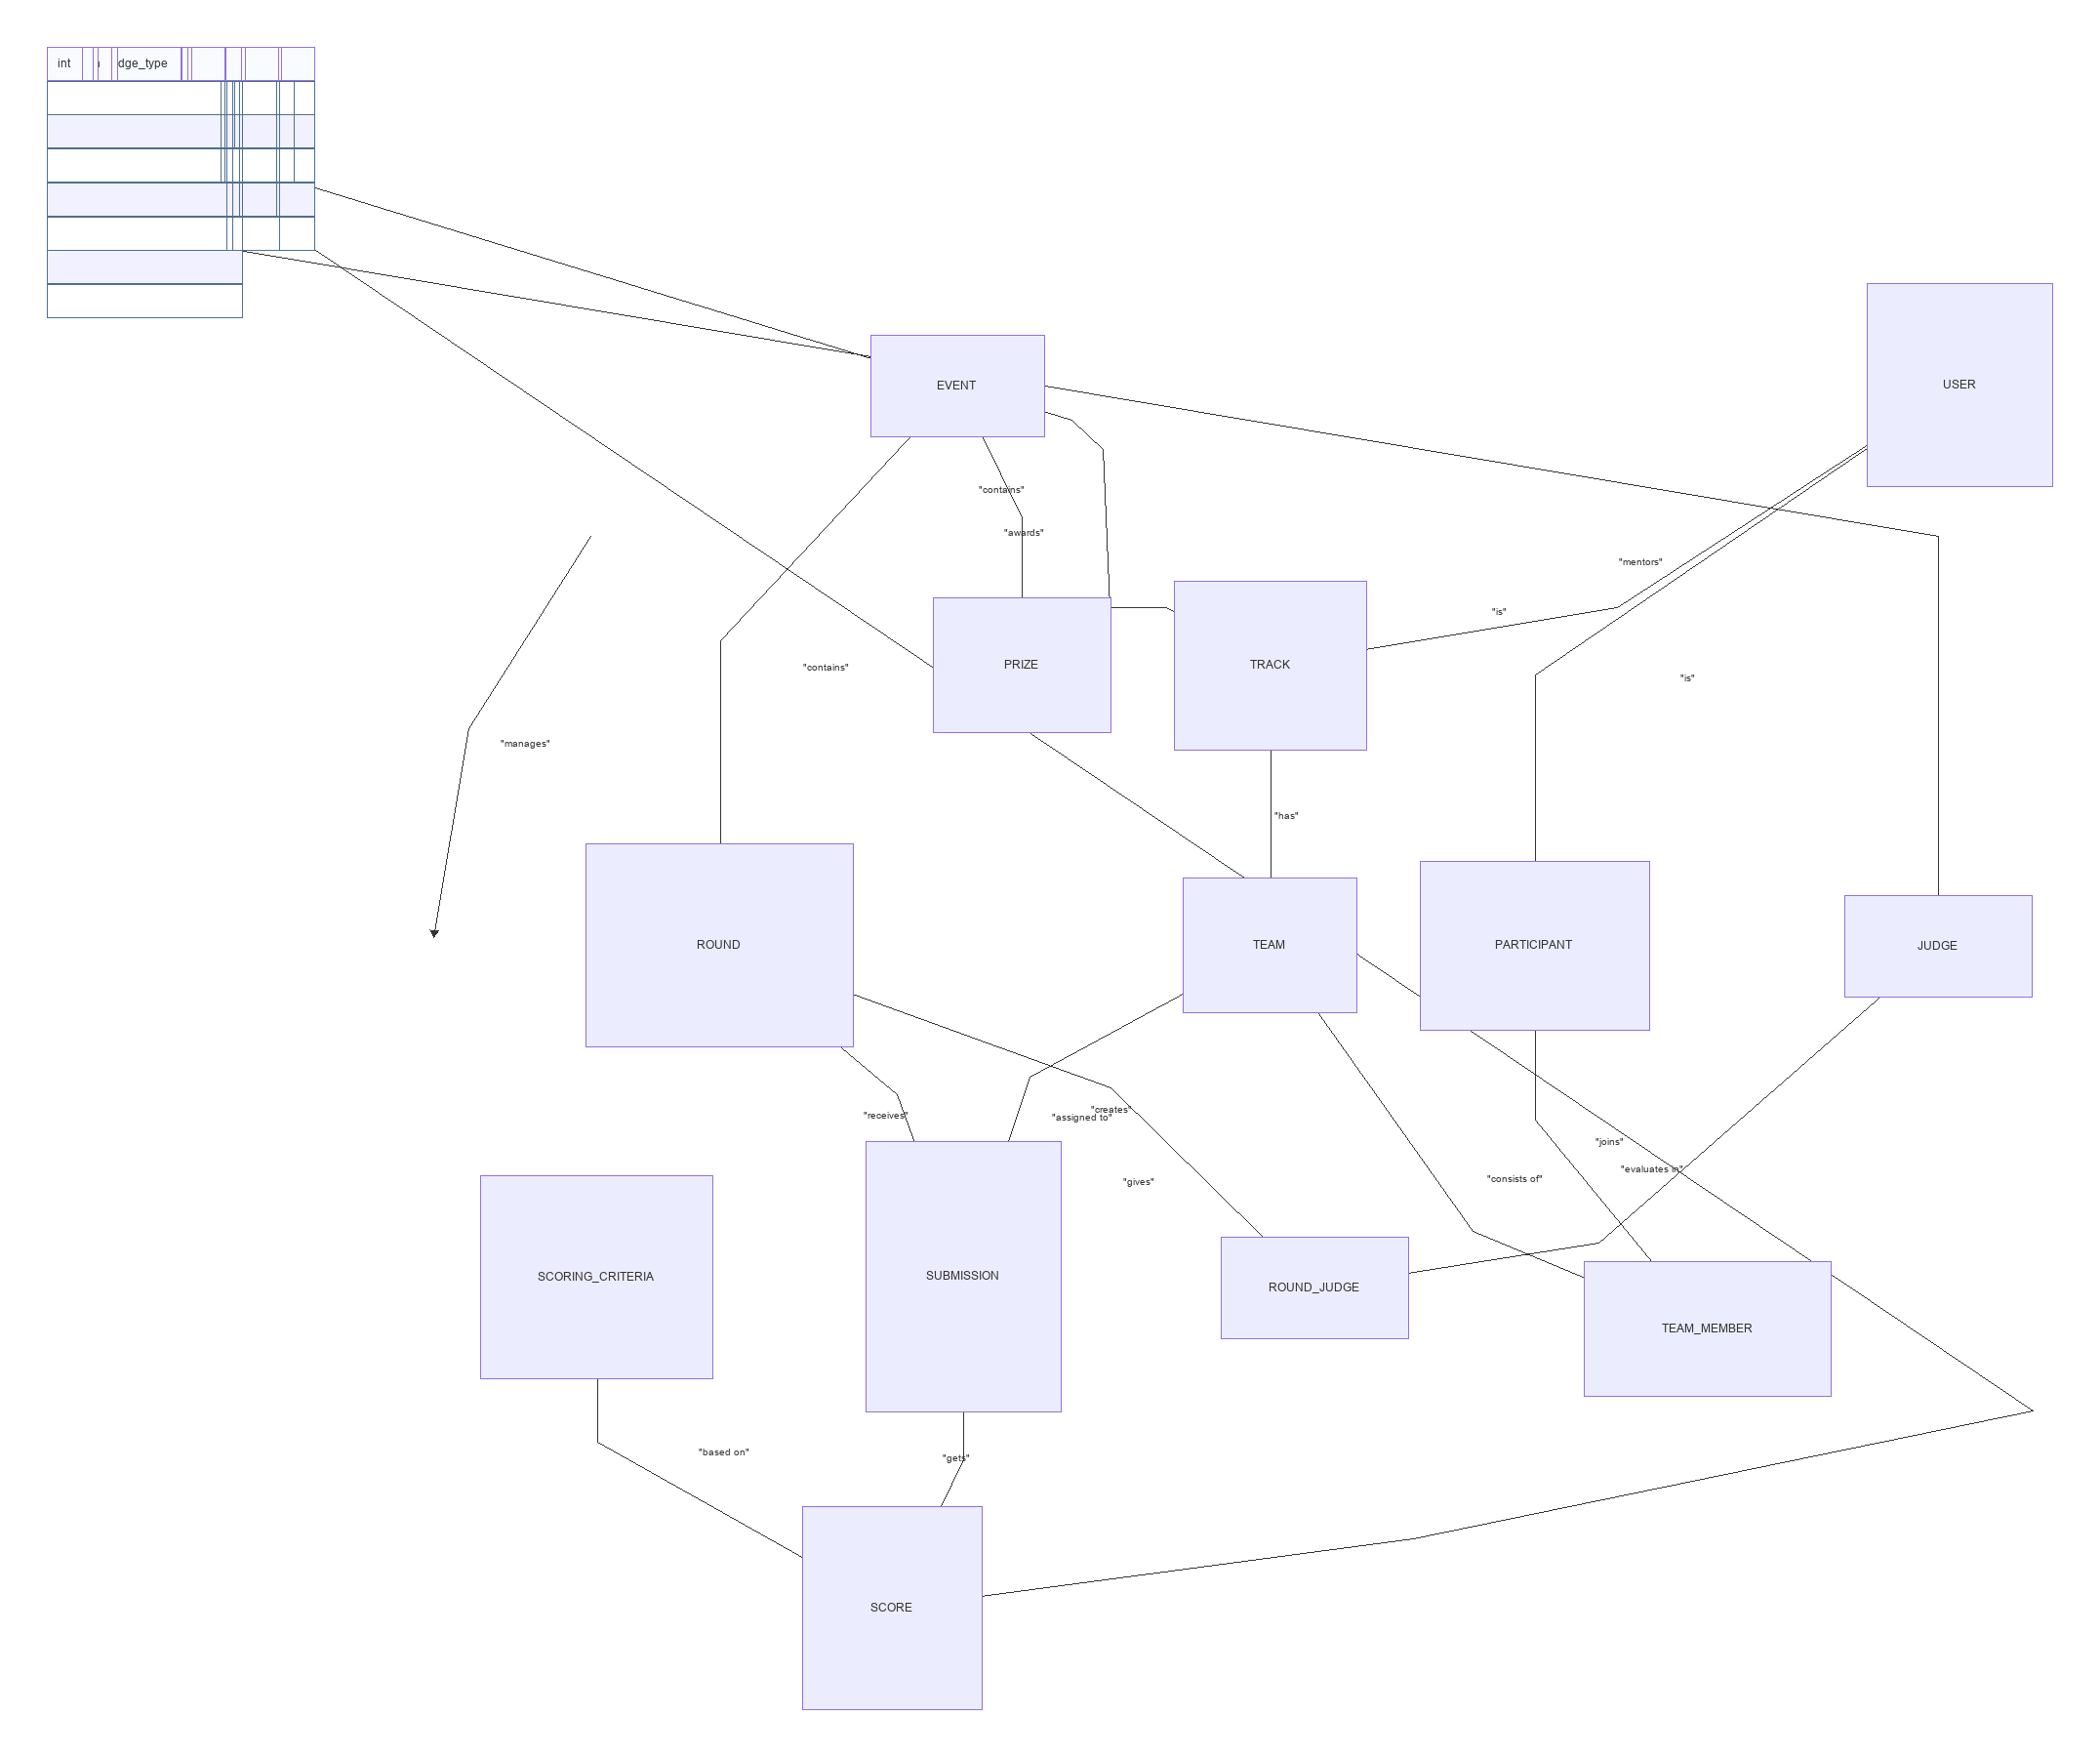 int
dge_type
EVENT
USER
"contains"
"awards"
"mentors"
"is"
PRIZE
TRACK
"contains"
"is"
"manages"
"has"
ROUND
TEAM
PARTICIPANT
JUDGE
"receives"
"creates"
"assigned to"
"joins"
"evaluates in"
"consists of"
"gives"
SCORING_CRITERIA
SUBMISSION
ROUND_JUDGE
TEAM_MEMBER
"based on"
"gets"
SCORE